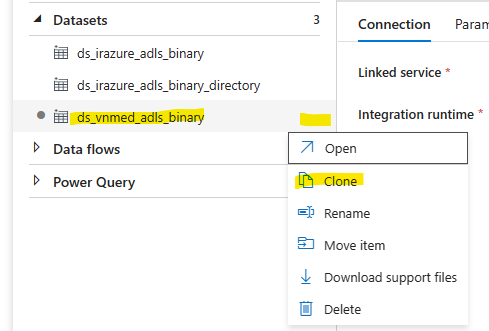 Datasets 3
ds_irazure_adls_binary
ds_irazure_adls_binary_directory
ds_vnmed_adls_binary
Data flows
Power Query
Connection Param
Linked service *
Integration runtime *
Open
Clone
Rename
Move item
Download support files
Delete